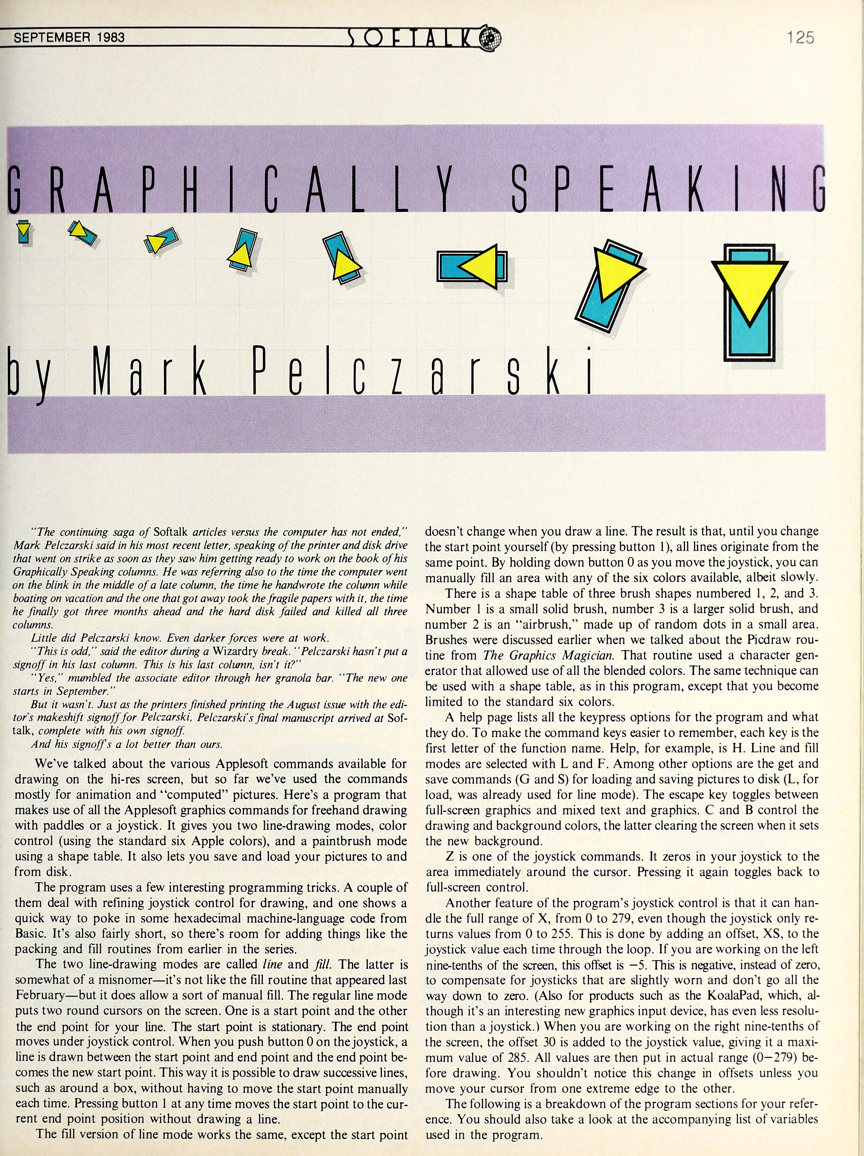 SEPTEMBER 1983
SOFTALK
125
GRAPHICALLY SPEAKING
by Mark Pelczarski
"The continuing saga of Softalk articles versus the computer has not ended,"
Mark Pelczarski said in his most recent letter, speaking of the printer and disk drive
that went on strike as soon as they saw him getting ready to work on the book of his
Graphically Speaking columns. He was referring also to the time the computer went
on the blink in the middle of a late column, the time he handwrote the column while
boating on vacation and the one that got away took the fragile papers with it, the time
he finally got three months ahead and the hard disk failed and killed all three
columns.
Little did Pelczarski know. Even darker forces were at work.
"This is odd," said the editor during a Wizardry break. "Pelczarski hasn't put a
signoff in his last column. This is his last column, isn't it?"
"Yes," mumbled the associate editor through her granola bar. "The new one
starts in September."
But it wasn't. Just as the printers finished printing the August issue with the edi-
tor's makeshift signoff for Pelczarski, Pelczarski's final manuscript arrived at Sof-
talk, complete with his own signoff.
And his signoff's a lot better than ours.
We've talked about the various Applesoft commands available for
drawing on the hi-res screen, but so far we've used the commands
mostly for animation and "computed" pictures. Here's a program that
makes use of all the Applesoft graphics commands for freehand drawing
with paddles or a joystick. It gives you two line-drawing modes, color
control (using the standard six Apple colors), and a paintbrush mode
using a shape table. It also lets you save and load your pictures to and
from disk.
The program uses a few interesting programming tricks. A couple of
them deal with refining joystick control for drawing, and one shows a
quick way to poke in some hexadecimal machine-language code from
Basic. It's also fairly short, so there's room for adding things like the
packing and fill routines from earlier in the series.
The two line-drawing modes are called line and fill. The latter is
somewhat of a misnomer—it's not like the fill routine that appeared last
February—but it does allow a sort of manual fill. The regular line mode
puts two round cursors on the screen. One is a start point and the other
the end point for your line. The start point is stationary. The end point
moves under joystick control. When you push button 0 on the joystick, a
line is drawn between the start point and end point and the end point be-
comes the new start point. This way it is possible to draw successive lines,
such as around a box, without having to move the start point manually
each time. Pressing button 1 at any time moves the start point to the cur-
rent end point position without drawing a line.
The fill version of line mode works the same, except the start point
doesn't change when you draw a line. The result is that, until you change
the start point yourself (by pressing button 1), all lines originate from the
same point. By holding down button 0 as you move the joystick, you can
manually fill an area with any of the six colors available, albeit slowly.
There is a shape table of three brush shapes numbered 1, 2, and 3.
Number 1 is a small solid brush, number 3 is a larger solid brush, and
number 2 is an "airbrush," made up of random dots in a small area.
Brushes were discussed earlier when we talked about the Picdraw rou-
tine from The Graphics Magician. That routine used a character gen-
erator that allowed use of all the blended colors. The same technique can
be used with a shape table, as in this program, except that you become
limited to the standard six colors.
A help page lists all the keypress options for the program and what
they do. To make the command keys easier to remember, each key is the
first letter of the function name. Help, for example, is H. Line and fill
modes are selected with L and F. Among other options are the get and
save commands (G and S) for loading and saving pictures to disk (L, for
load, was already used for line mode). The escape key toggles between
full-screen graphics and mixed text and graphics. C and B control the
drawing and background colors, the latter clearing the screen when it sets
the new background.
Z is one of the joystick commands. It zeros in your joystick to the
area immediately around the cursor. Pressing it again toggles back to
full-screen control.
Another feature of the program's joystick control is that it can han-
dle the full range of X, from 0 to 279, even though the joystick only re-
turns values from 0 to 255. This is done by adding an offset, XS, to the
joystick value each time through the loop. If you are working on the left
nine-tenths of the screen, this offset is −5. This is negative, instead of zero,
to compensate for joysticks that are slightly worn and don't go all the
way down to zero. (Also for products such as the KoalaPad, which, al-
though it's an interesting new graphics input device, has even less resolu-
tion than a joystick.) When you are working on the right nine-tenths of
the screen, the offset 30 is added to the joystick value, giving it a maxi-
mum value of 285. All values are then put in actual range (0−279) be-
fore drawing. You shouldn't notice this change in offsets unless you
move your cursor from one extreme edge to the other.
The following is a breakdown of the program sections for your refer-
ence. You should also take a look at the accompanying list of variables
used in the program.